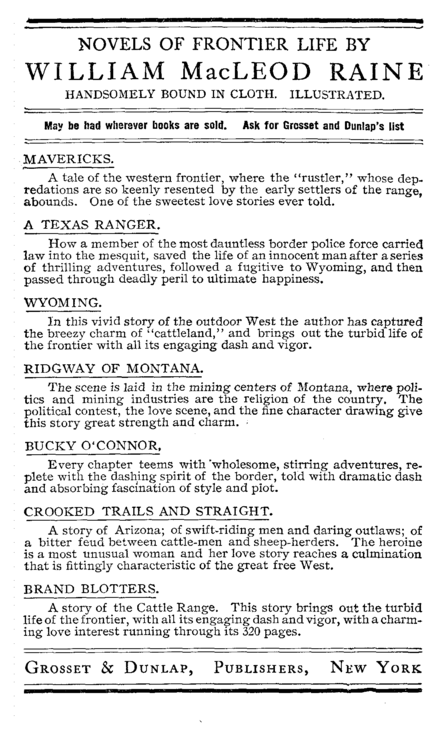 NOVELS OF FRONTIER LIFE BY
WILLIAM MacLEOD RAINE
HANDSOMELY BOUND IN CLOTH. ILLUSTRATED.
May be had wherever books are sold. Ask for Grosset and Dunlap's list
MAVERICKS.
A tale of the western frontier, where the "rustler," whose dep-
redations are so keenly resented by the early settlers of the range,
abounds. One of the sweetest love stories ever told.
A TEXAS RANGER.
How a member of the most dauntless border police force carried
law into the mesquit, saved the life of an innocent man after a series
of thrilling adventures, followed a fugitive to Wyoming, and then
passed through deadly peril to ultimate happiness.
WYOMING.
In this vivid story of the outdoor West the author has captured
the breezy charm of "cattleland," and brings out the turbid life of
the frontier with all its engaging dash and vigor.
RIDGWAY OF MONTANA.
The scene is laid in the mining centers of Montana, where poli-
tics and mining industries are the religion of the country. The
political contest, the love scene, and the fine character drawing give
this story great strength and charm.
BUCKY O'CONNOR,
Every chapter teems with wholesome, stirring adventures, re-
plete with the dashing spirit of the border, told with dramatic dash
and absorbing fascination of style and plot.
CROOKED TRAILS AND STRAIGHT.
A story of Arizona; of swift-riding men and daring outlaws; of
a bitter feud between cattle-men and sheep-herders. The heroine
is a most unusual woman and her love story reaches a culmination
that is fittingly characteristic of the great free West.
BRAND BLOTTERS.
A story of the Cattle Range. This story brings out the turbid
life of the frontier, with all its engaging dash and vigor, with a charm-
ing love interest running through its 320 pages.
GROSSET & DUNLAP, PUBLISHERS, NEW YORK